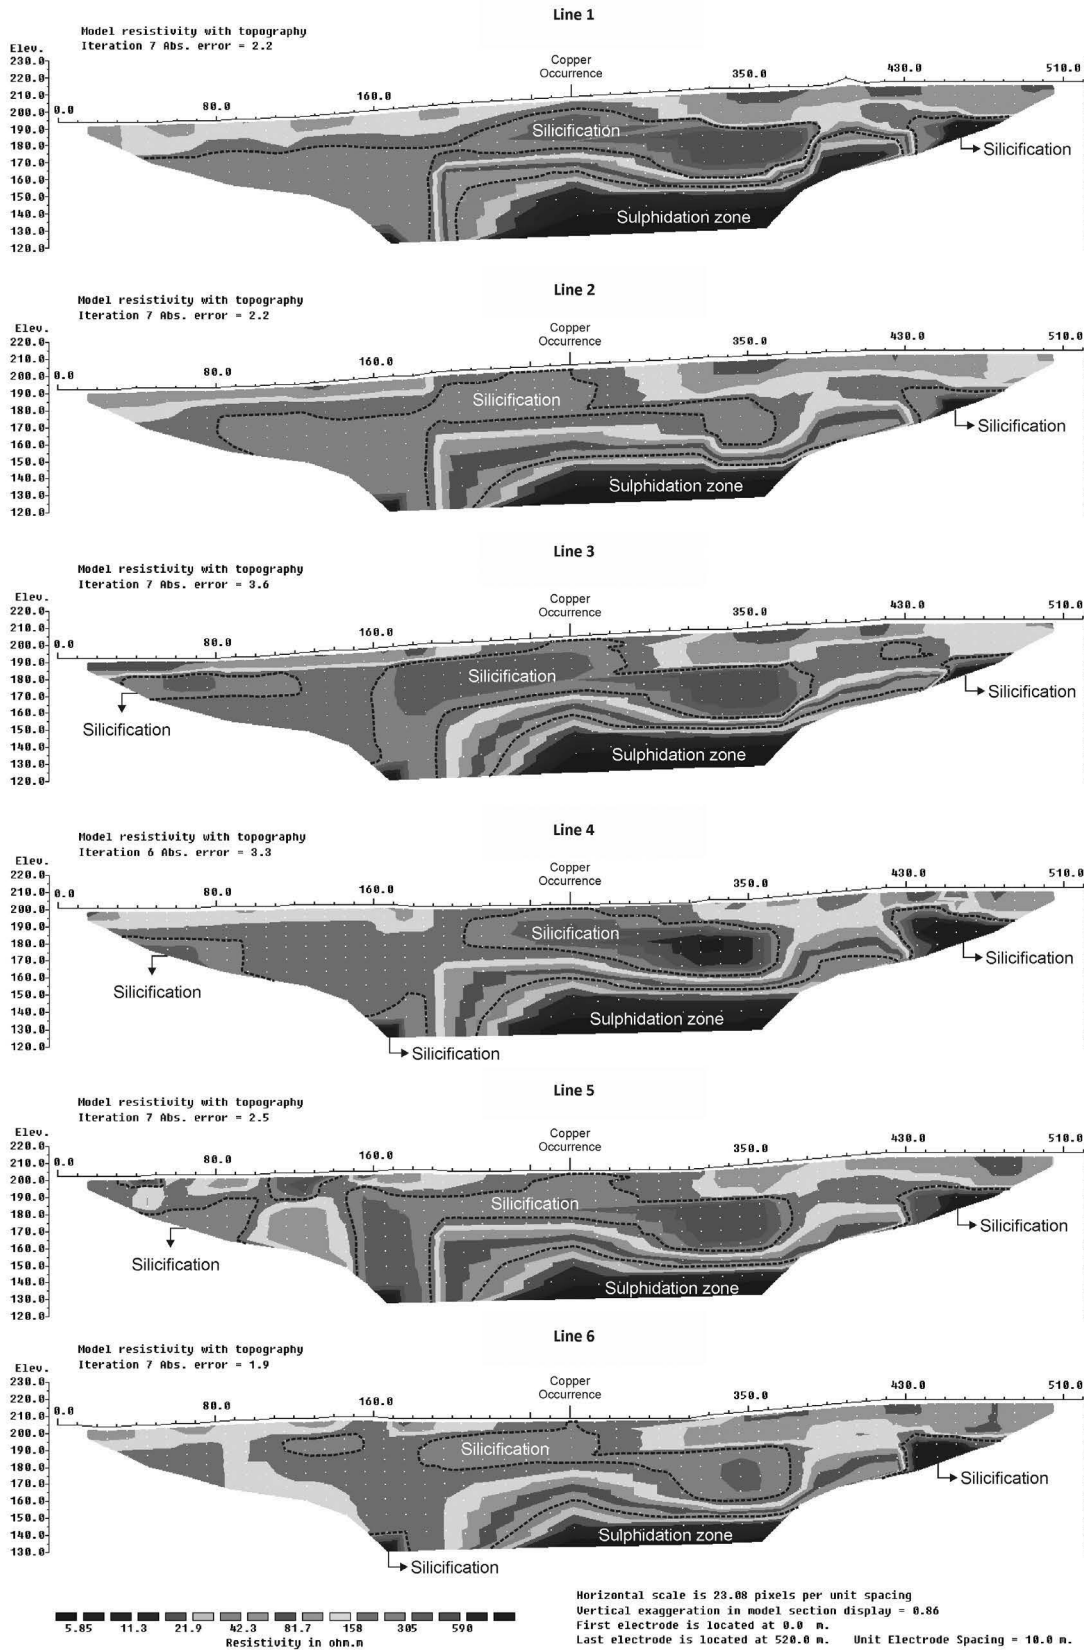 Line 1
Model resistivity with topography
Iteration 7 Abs. error = 2.2
Elev.
230.0
220.0
210.0
200.0
190.0
180.0
170.0
160.0
150.0
140.0
130.0
120.0
0.0
80.0
160.0
Copper
Occurrence
350.0
430.0
510.0
Silicification
Silicification
Sulphidation zone
Line 2
Model resistivity with topography
Iteration 7 Abs. error = 2.2
Elev.
220.0
210.0
200.0
190.0
180.0
170.0
160.0
150.0
140.0
130.0
120.0
0.0
80.0
160.0
Copper
Occurrence
350.0
430.0
510.0
Silicification
Silicification
Sulphidation zone
Line 3
Model resistivity with topography
Iteration 7 Abs. error = 3.6
Elev.
220.0
210.0
200.0
190.0
180.0
170.0
160.0
150.0
140.0
130.0
120.0
0.0
80.0
160.0
Copper
Occurrence
350.0
430.0
510.0
Silicification
Silicification
Silicification
Sulphidation zone
Line 4
Model resistivity with topography
Iteration 6 Abs. error = 3.3
Elev.
220.0
210.0
200.0
190.0
180.0
170.0
160.0
150.0
140.0
130.0
120.0
0.0
80.0
160.0
Copper
Occurrence
350.0
430.0
510.0
Silicification
Silicification
Silicification
Sulphidation zone
Silicification
Line 5
Model resistivity with topography
Iteration 7 Abs. error = 2.5
Elev.
220.0
210.0
200.0
190.0
180.0
170.0
160.0
150.0
140.0
130.0
120.0
0.0
80.0
160.0
Copper
Occurrence
350.0
430.0
510.0
Silicification
Silicification
Silicification
Sulphidation zone
Line 6
Model resistivity with topography
Iteration 7 Abs. error = 1.9
Elev.
230.0
220.0
210.0
200.0
190.0
180.0
170.0
160.0
150.0
140.0
130.0
0.0
80.0
160.0
Copper
Occurrence
350.0
430.0
510.0
Silicification
Silicification
Sulphidation zone
Silicification
5.85 11.3 21.9 42.3 81.7 158 305 590
Resistivity in ohm.m
Horizontal scale is 23.08 pixels per unit spacing
Vertical exaggeration in model section display = 0.86
First electrode is located at 0.0 m.
Last electrode is located at 520.0 m. Unit Electrode Spacing = 10.0 m.